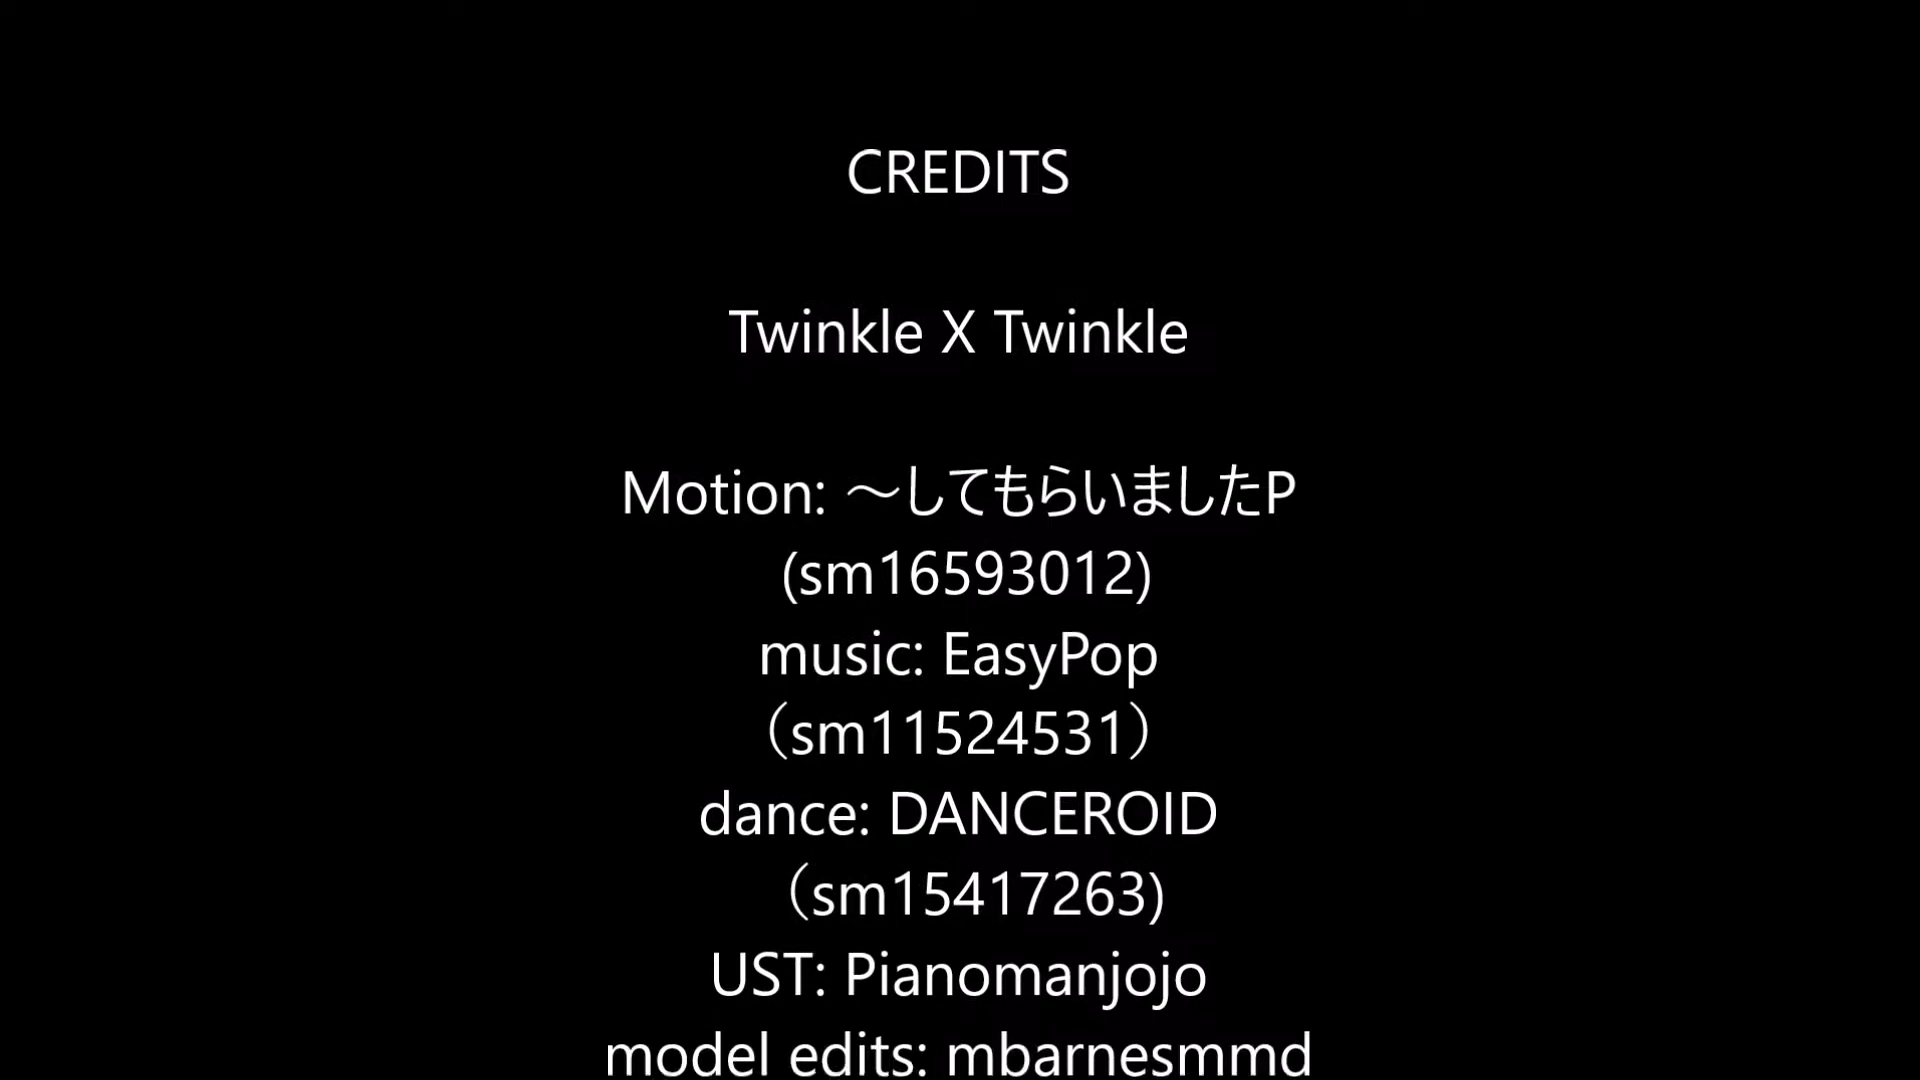 CREDITS
Twinkle X Twinkle
Motion: ～してもらいましたP
(sm16593012)
music: EasyPop
（sm11524531）
dance: DANCEROID
（sm15417263)
UST: Pianomanjojo
model edits: mbarnesmmd